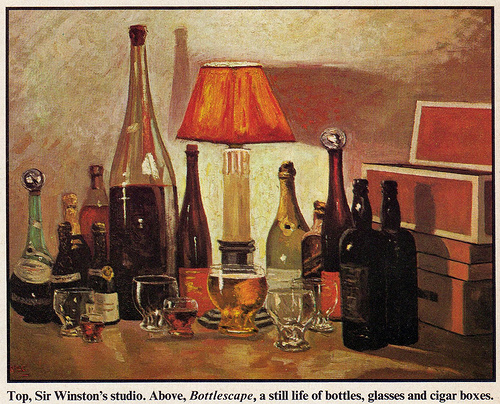 Top, Sir Winston's studio. Above, Bottlescape, a still life of bottles, glasses and cigar boxes.